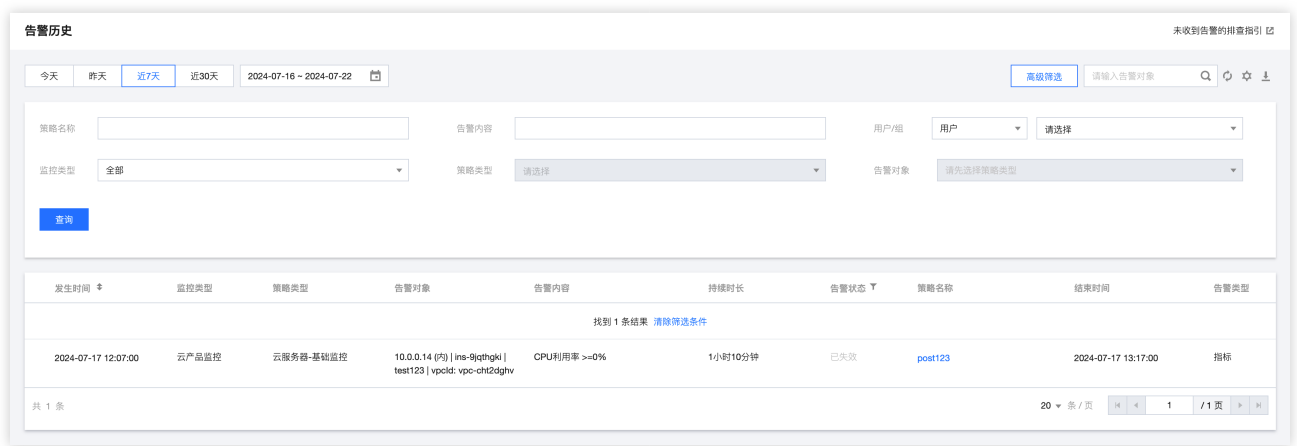 告警历史
未收到告警的排查指引
今天 昨天 近7天 近30天 2024-07-16 ~ 2024-07-22 高级筛选 请输入告警对象
策略名称 告警内容 用户/组 用户 请选择
监控类型 全部 策略类型 请选择 告警对象 请先选择策略类型
查询
发生时间 监控类型 策略类型 告警对象 告警内容 持续时长 告警状态 策略名称 结束时间 告警类型
找到 1 条结果 清除筛选条件
2024-07-17 12:07:00 云产品监控 云服务器-基础监控 10.0.0.14 (内) | ins-9jqthgki | CPU利用率 >=0% 1小时10分钟 已失效 post123 2024-07-17 13:17:00 指标
test123 | vpcId: vpc-cht2dghv
共 1 条 20 条 / 页 1 / 1 页